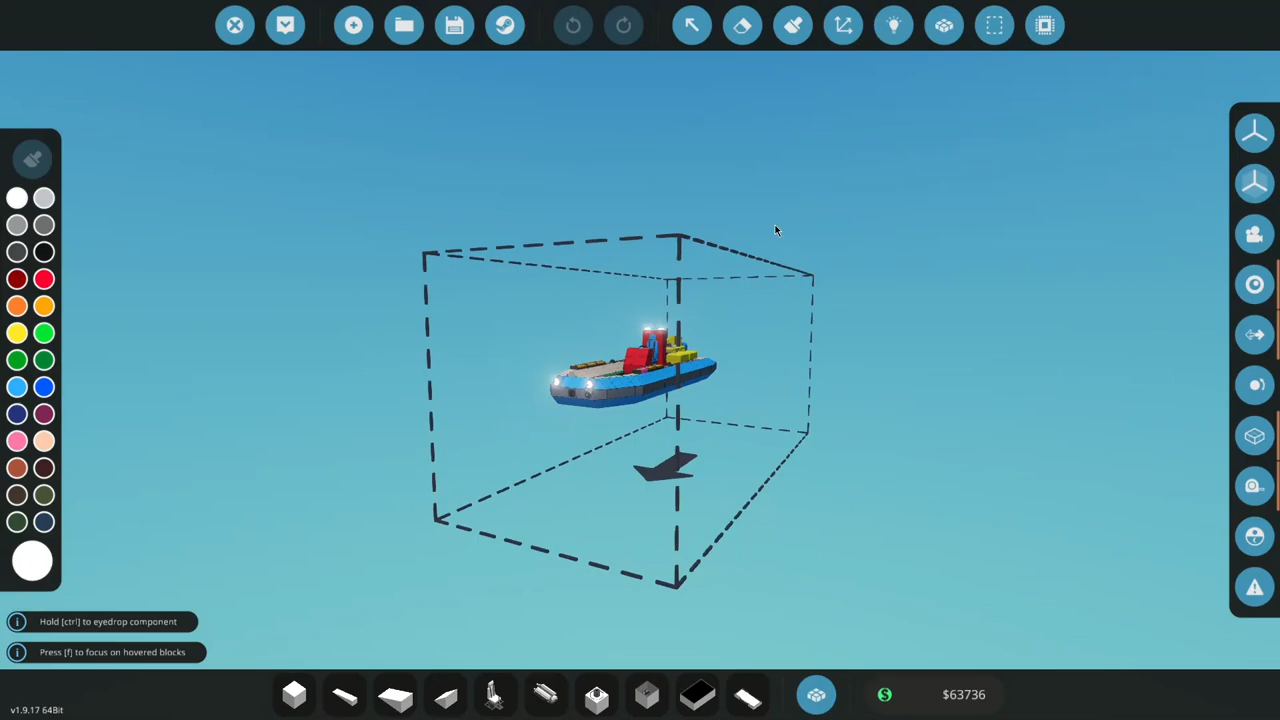 Hold [ctrl] to eyedrop component
Press [f] to focus on hovered blocks
$63736
v1.9.17 64Bit